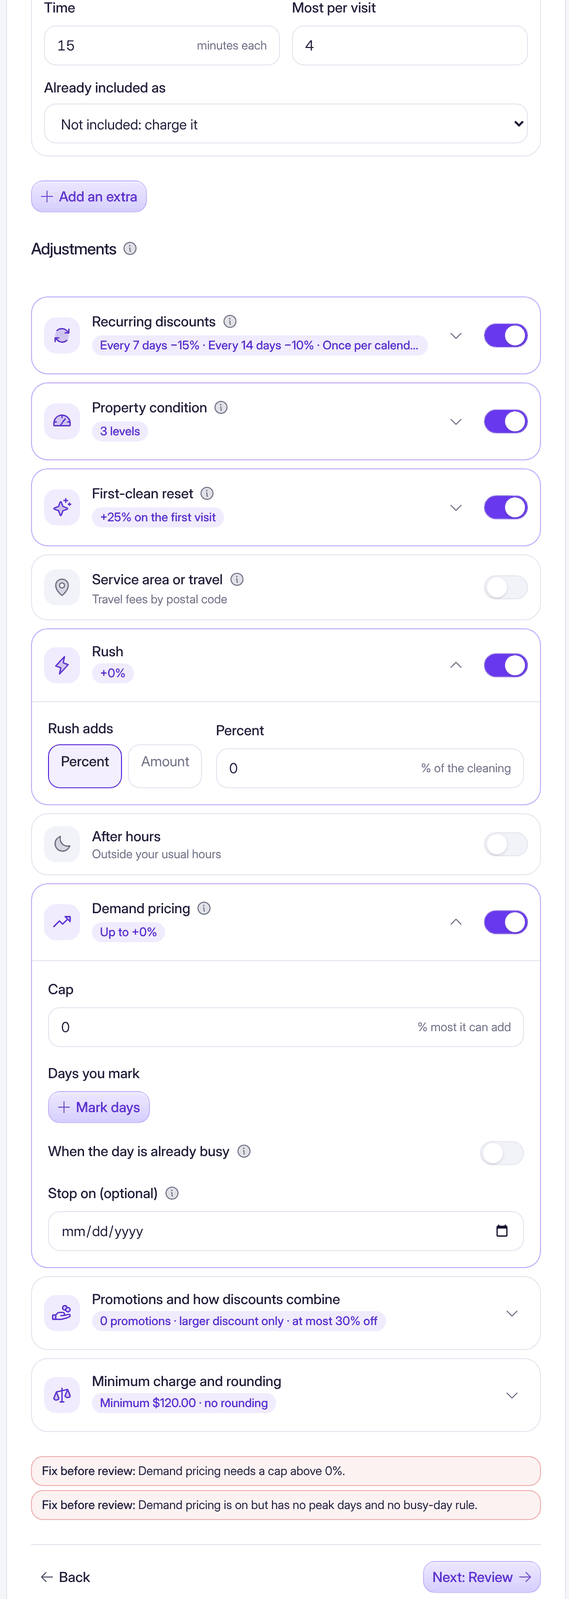 Time
Most per visit
15
minutes each
4
Already included as
Not included: charge it
+ Add an extra
Adjustments
Recurring discounts
Every 7 days −15% · Every 14 days −10% · Once per calend...
Property condition
3 levels
First-clean reset
+25% on the first visit
Service area or travel
Travel fees by postal code
Rush
+0%
Rush adds
Percent
Percent
Amount
0
% of the cleaning
After hours
Outside your usual hours
Demand pricing
Up to +0%
Cap
0
% most it can add
Days you mark
+ Mark days
When the day is already busy
Stop on (optional)
mm/dd/yyyy
Promotions and how discounts combine
0 promotions · larger discount only · at most 30% off
Minimum charge and rounding
Minimum $120.00 · no rounding
Fix before review: Demand pricing needs a cap above 0%.
Fix before review: Demand pricing is on but has no peak days and no busy-day rule.
← Back
Next: Review →